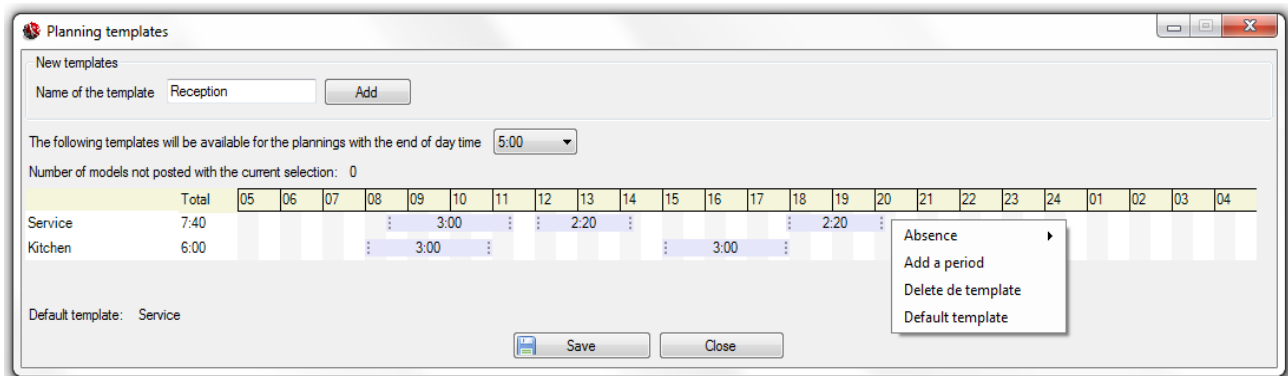 Planning templates
New templates
Name of the template Reception Add
The following templates will be available for the plannings with the end of day time 5:00
Number of models not posted with the current selection: 0
Total 05 06 07 08 09 10 11 12 13 14 15 16 17 18 19 20 21 22 23 24 01 02 03 04
Service 7:40 3:00 2:20 2:20
Kitchen 6:00 3:00 3:00
Absence
Add a period
Delete de template
Default template
Default template: Service
Save Close